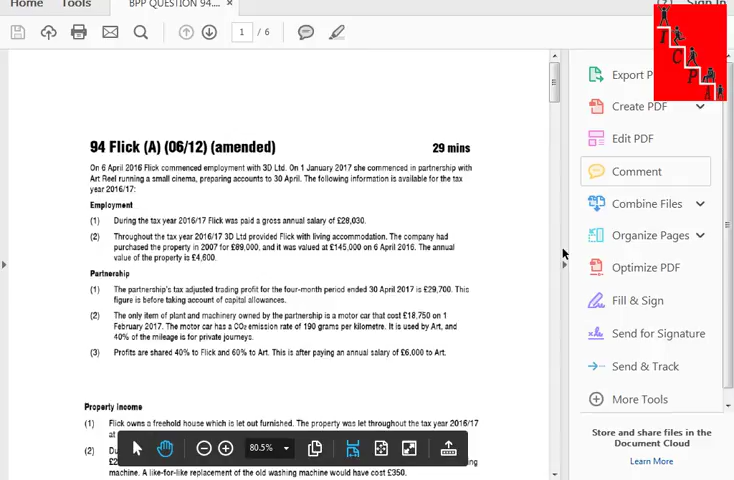 Home Tools BPP QUESTION 94.... × Sign In
1 / 6
I
C
P
A
94 Flick (A) (06/12) (amended) 29 mins
On 6 April 2016 Flick commenced employment with 3D Ltd. On 1 January 2017 she commenced in partnership with
Art Reel running a small cinema, preparing accounts to 30 April. The following information is available for the tax
year 2016/17:
Employment
(1) During the tax year 2016/17 Flick was paid a gross annual salary of £28,030.
(2) Throughout the tax year 2016/17 3D Ltd provided Flick with living accommodation. The company had
purchased the property in 2007 for £89,000, and it was valued at £145,000 on 6 April 2016. The annual
value of the property is £4,600.
Partnership
(1) The partnership's tax adjusted trading profit for the four-month period ended 30 April 2017 is £29,700. This
figure is before taking account of capital allowances.
(2) The only item of plant and machinery owned by the partnership is a motor car that cost £18,750 on 1
February 2017. The motor car has a CO₂ emission rate of 190 grams per kilometre. It is used by Art, and
40% of the mileage is for private journeys.
(3) Profits are shared 40% to Flick and 60% to Art. This is after paying an annual salary of £6,000 to Art.
Property income
(1) Flick owns a freehold house which is let out furnished. The property was let throughout the tax year 2016/17
at
(2) Du
£2
machine. A like-for-like replacement of the old washing machine would have cost £350.
80.5%
Export P
Create PDF
Edit PDF
Comment
Combine Files
Organize Pages
Optimize PDF
Fill & Sign
Send for Signature
Send & Track
More Tools
Store and share files in the
Document Cloud
Learn More